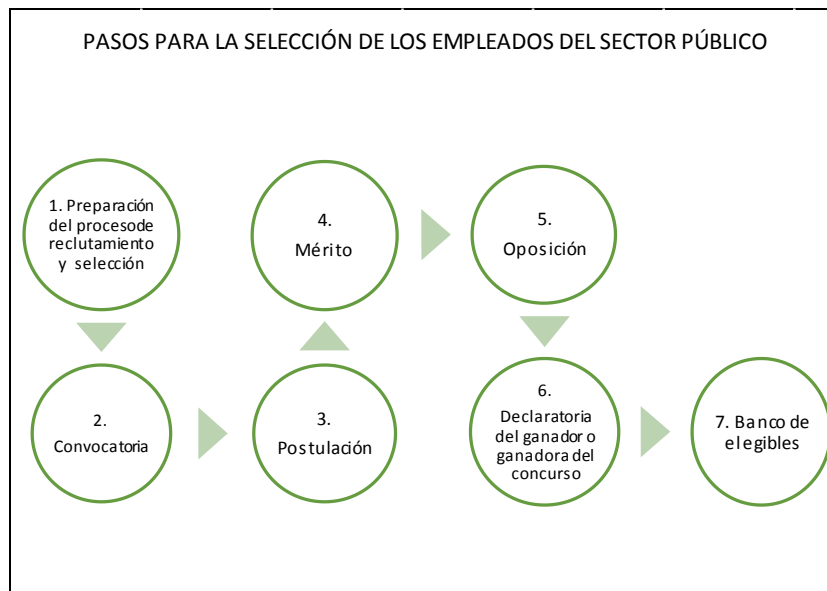 PASOS PARA LA SELECCIÓN DE LOS EMPLEADOS DEL SECTOR PÚBLICO
1. Preparación
del procesode
reclutamiento
y selección
2.
Convocatoria
3.
Postulación
4.
Mérito
5.
Oposición
6.
Declaratoria
del ganador o
ganadora del
concurso
7. Banco de
elegibles